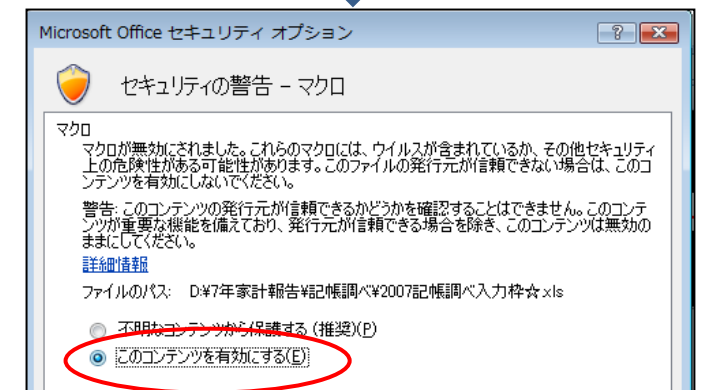 Microsoft Office セキュリティ オプション
セキュリティの警告 - マクロ
マクロ
マクロが無効にされました。これらのマクロには、ウイルスが含まれているか、その他セキュリティ
上の危険性がある可能性があります。このファイルの発行元が信頼できない場合は、このコ
ンテンツを有効にしないでください。
警告: このコンテンツの発行元が信頼できるかどうかを確認することはできません。このコンテ
ンツが重要な機能を備えており、発行元が信頼できる場合を除き、このコンテンツは無効の
ままにしてください。
詳細情報
ファイルのパス: D:¥7年家計報告¥記帳調べ¥2007記帳調べ入力枠☆.xls
不明なコンテンツから保護する (推奨)(P)
このコンテンツを有効にする(E)